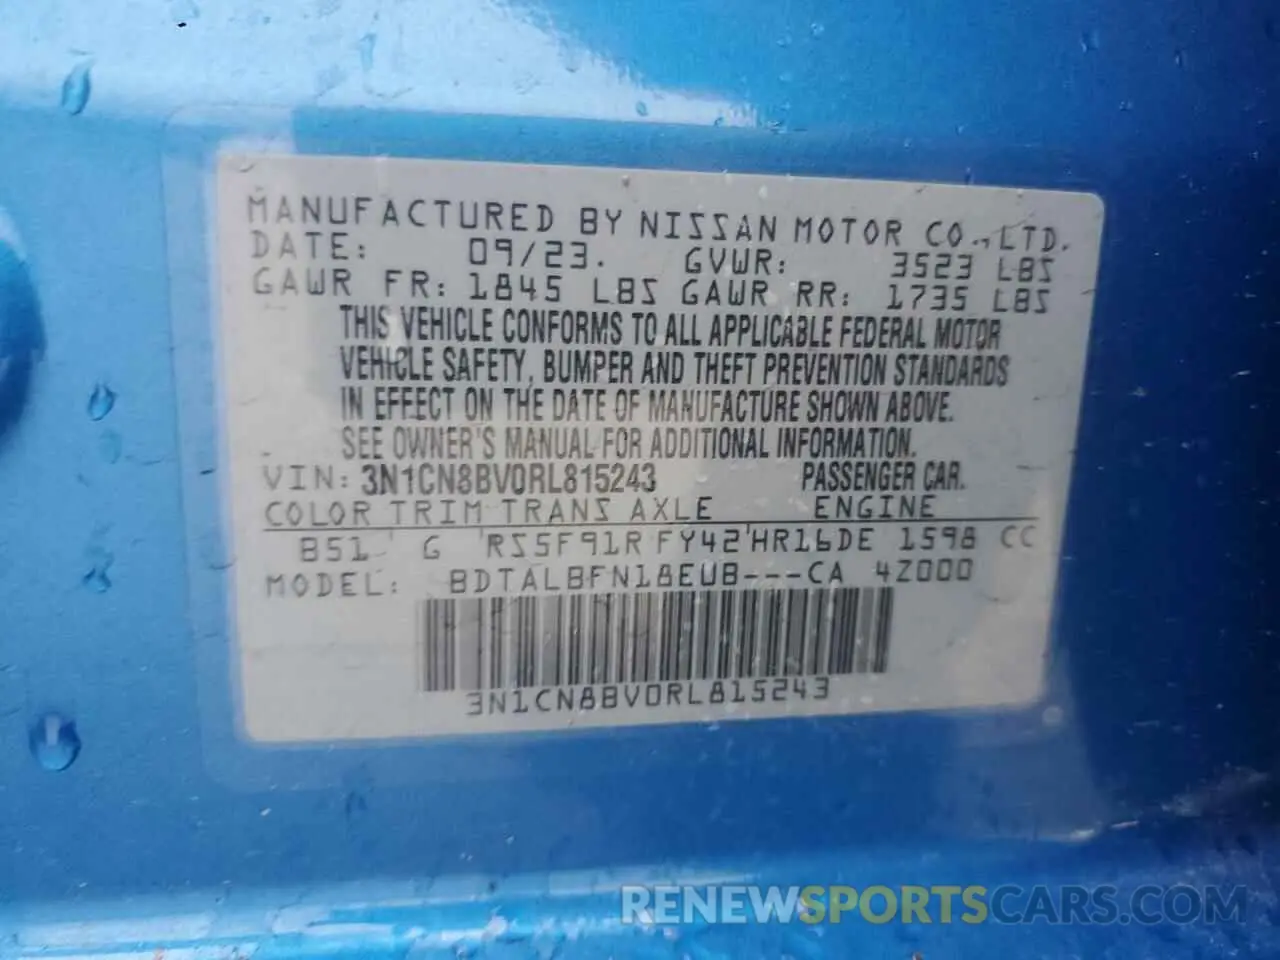 MANUFACTURED BY NISSAN MOTOR CO., LTD.
DATE: 09/23. GVWR: 3523 LBS
GAWR FR: 1845 LBS GAWR RR: 1735 LBS
THIS VEHICLE CONFORMS TO ALL APPLICABLE FEDERAL MOTOR
VEHICLE SAFETY, BUMPER AND THEFT PREVENTION STANDARDS
IN EFFECT ON THE DATE OF MANUFACTURE SHOWN ABOVE.
SEE OWNER'S MANUAL FOR ADDITIONAL INFORMATION.
VIN: 3N1CN8BV0RL815243 PASSENGER CAR.
COLOR TRIM TRANS AXLE ENGINE
B51 G RS5F91R FY42 HR16DE 1598 CC
MODEL: BDTALBFN18EUB---CA 4Z000
3N1CN8BV0RL815243
RENEWSPORTSCARS.COM